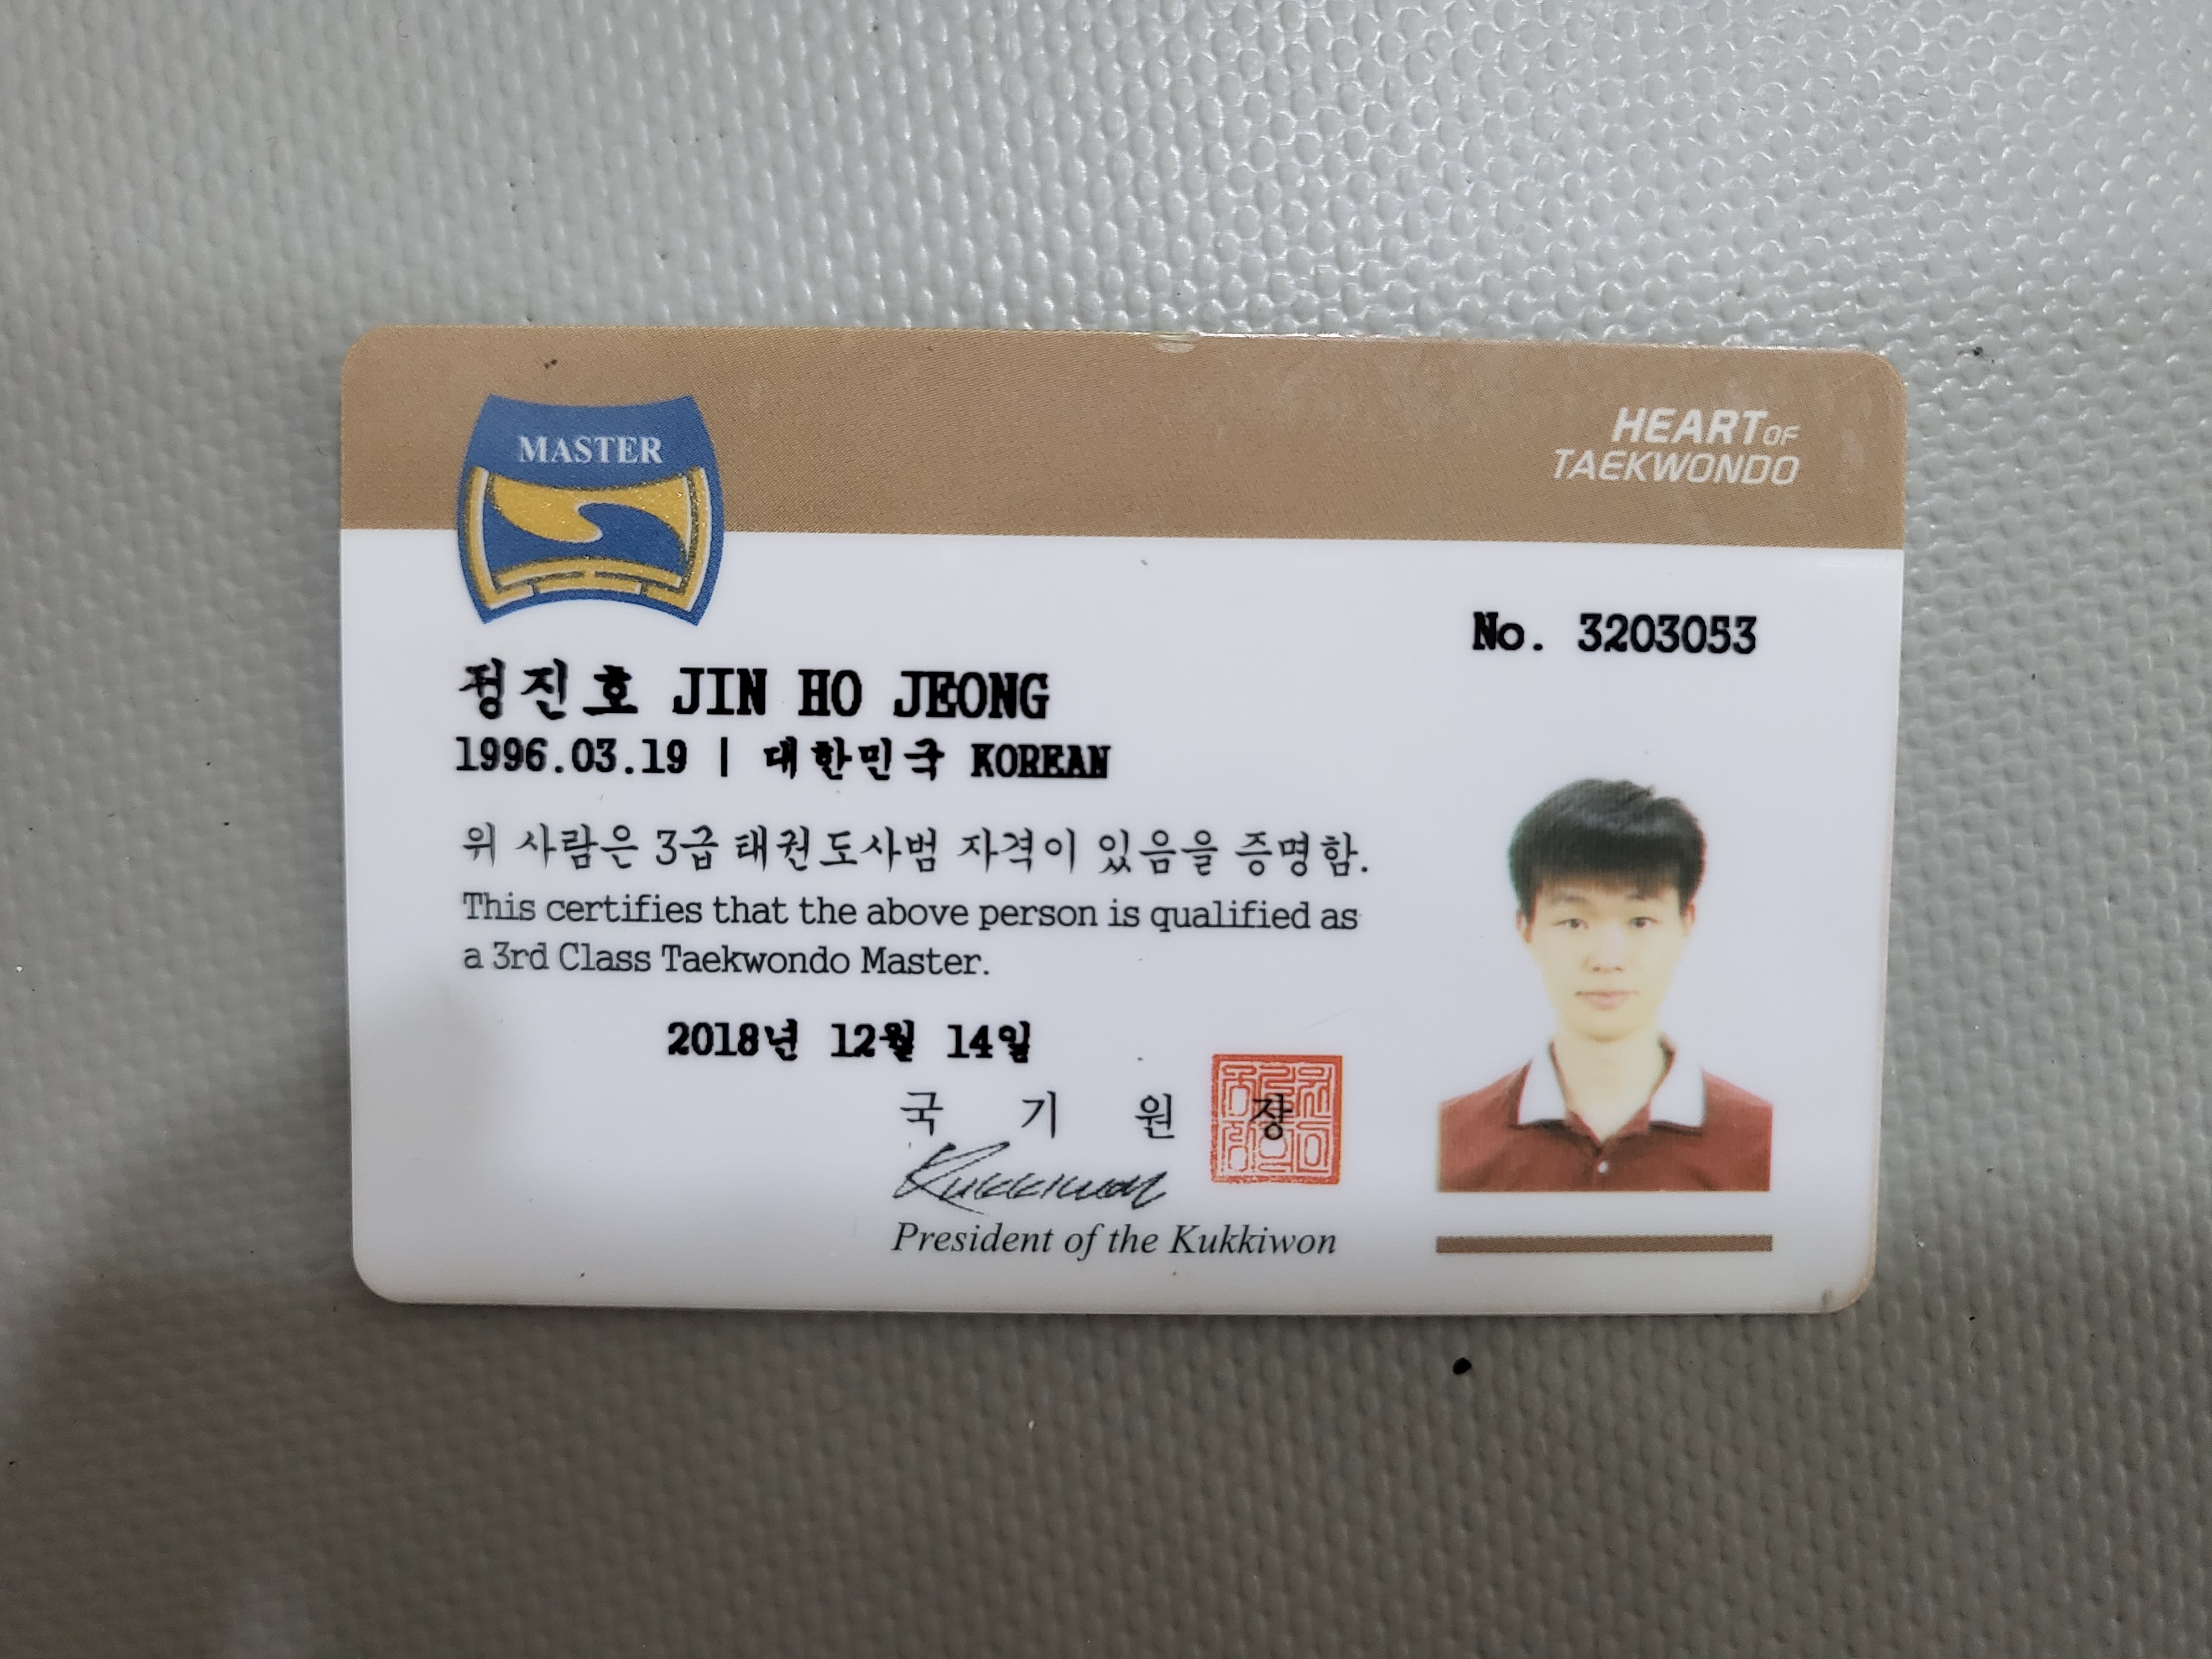 MASTER
HEART OF
TAEKWONDO
No. 3203053
정진호 JIN HO JEONG
1996.03.19 | 대한민국 KOREAN
위 사람은 3급 태권도사범 자격이 있음을 증명함.
This certifies that the above person is qualified as
a 3rd Class Taekwondo Master.
2018년 12월 14일
국 기 원 장
Kukkiwon
President of the Kukkiwon